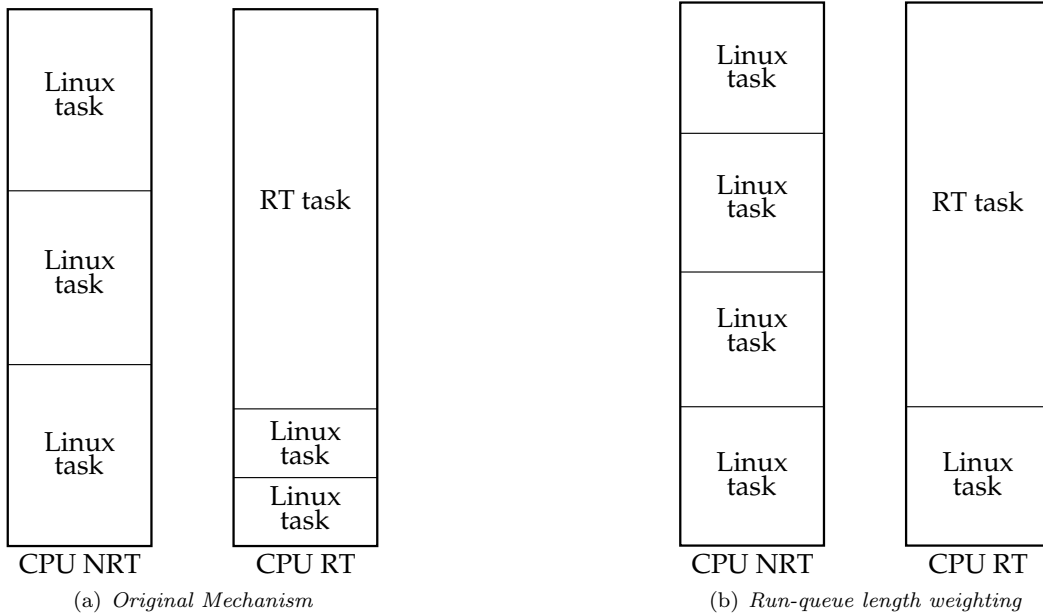 Linux
task
Linux
task
Linux
task
CPU NRT
RT task
Linux
task
Linux
task
CPU RT
(a) Original Mechanism
Linux
task
Linux
task
Linux
task
Linux
task
CPU NRT
RT task
Linux
task
CPU RT
(b) Run-queue length weighting